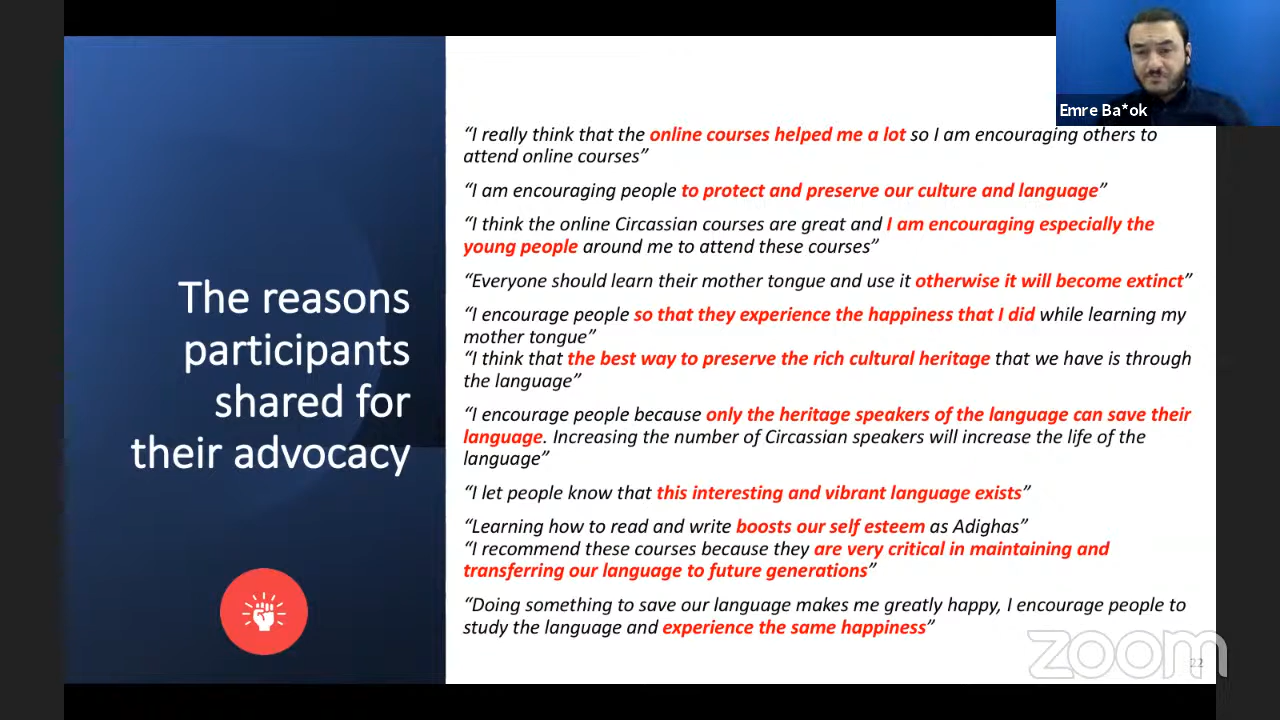 Emre Ba*ok
The reasons
participants
shared for
their advocacy
“I really think that the online courses helped me a lot so I am encouraging others to
attend online courses”
“I am encouraging people to protect and preserve our culture and language”
“I think the online Circassian courses are great and I am encouraging especially the
young people around me to attend these courses”
“Everyone should learn their mother tongue and use it otherwise it will become extinct”
“I encourage people so that they experience the happiness that I did while learning my
mother tongue”
“I think that the best way to preserve the rich cultural heritage that we have is through
the language”
“I encourage people because only the heritage speakers of the language can save their
language. Increasing the number of Circassian speakers will increase the life of the
language”
“I let people know that this interesting and vibrant language exists”
“Learning how to read and write boosts our self esteem as Adighas”
“I recommend these courses because they are very critical in maintaining and
transferring our language to future generations”
“Doing something to save our language makes me greatly happy, I encourage people to
study the language and experience the same happiness”
zoom
22